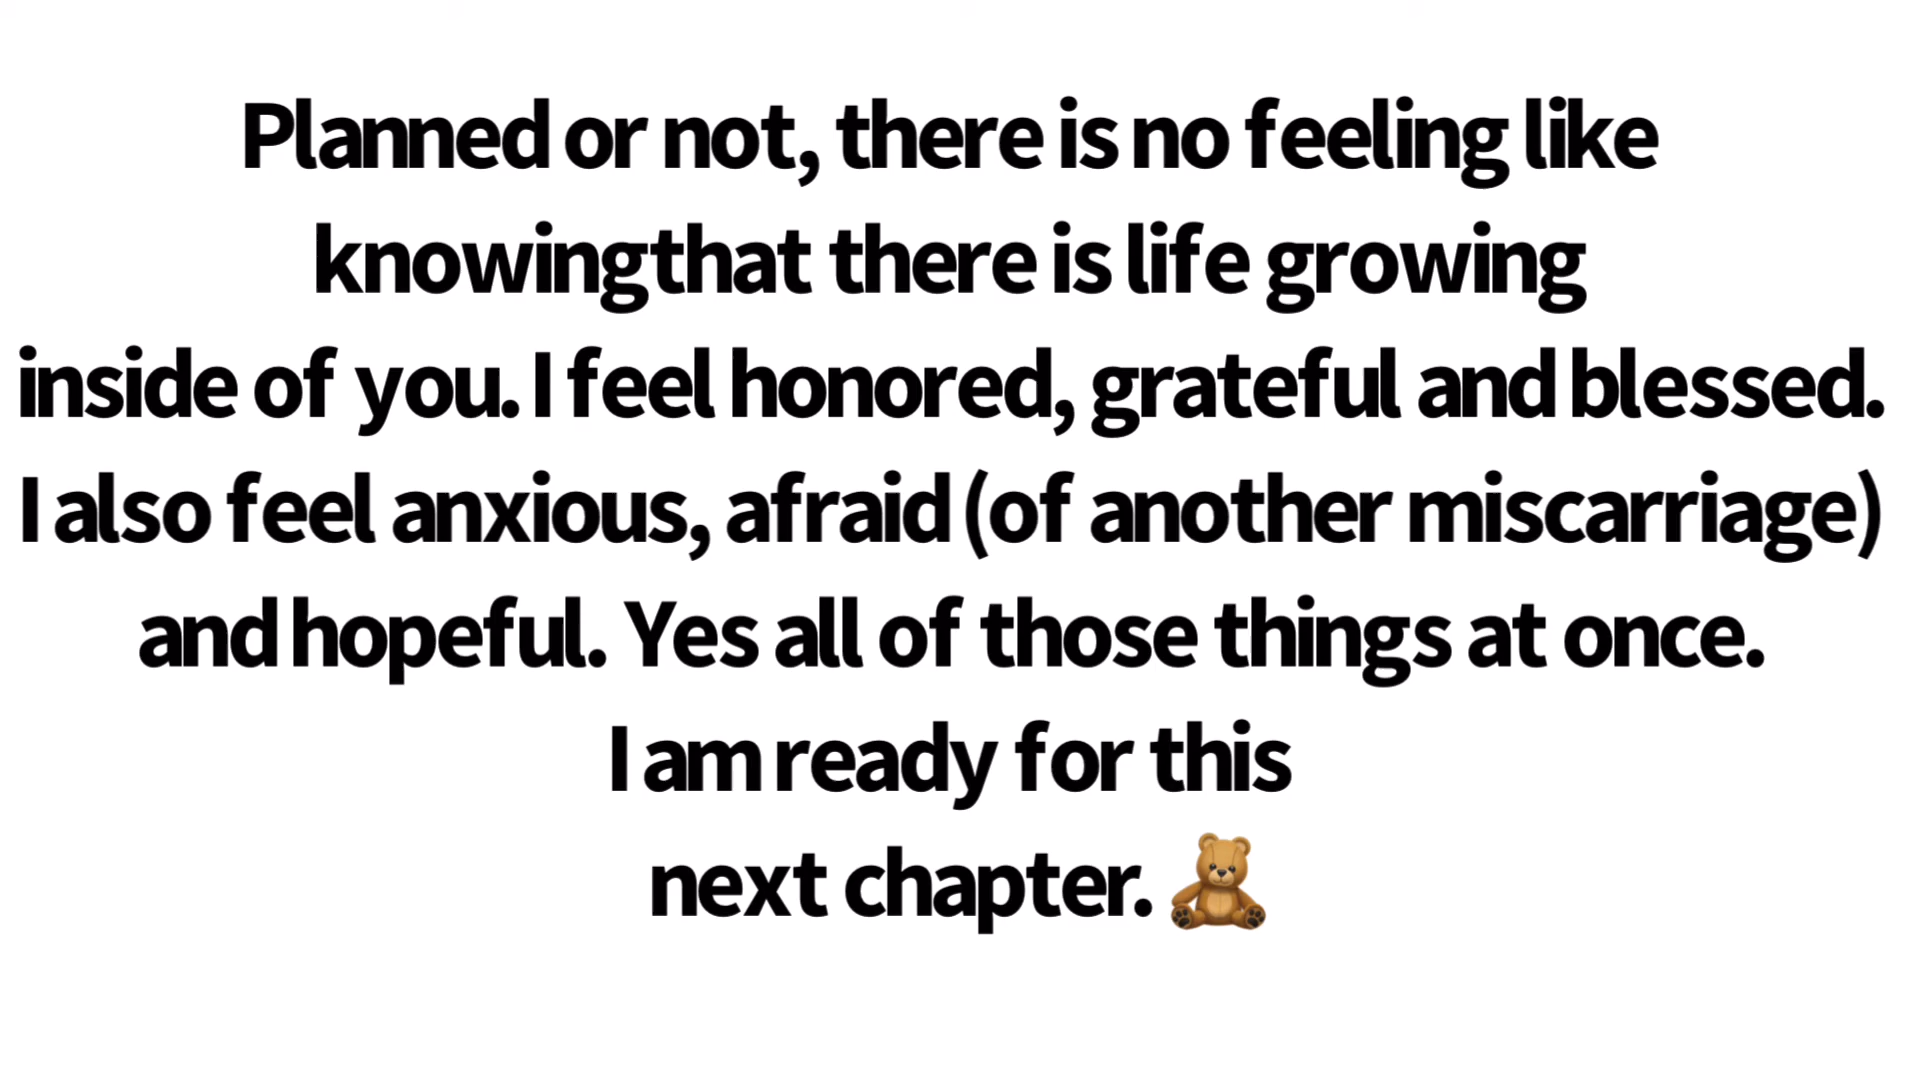 Planned or not, there is no feeling like
knowingthat there is life growing
inside of you. I feel honored, grateful and blessed.
I also feel anxious, afraid (of another miscarriage)
and hopeful. Yes all of those things at once.
I am ready for this
next chapter. 🧸